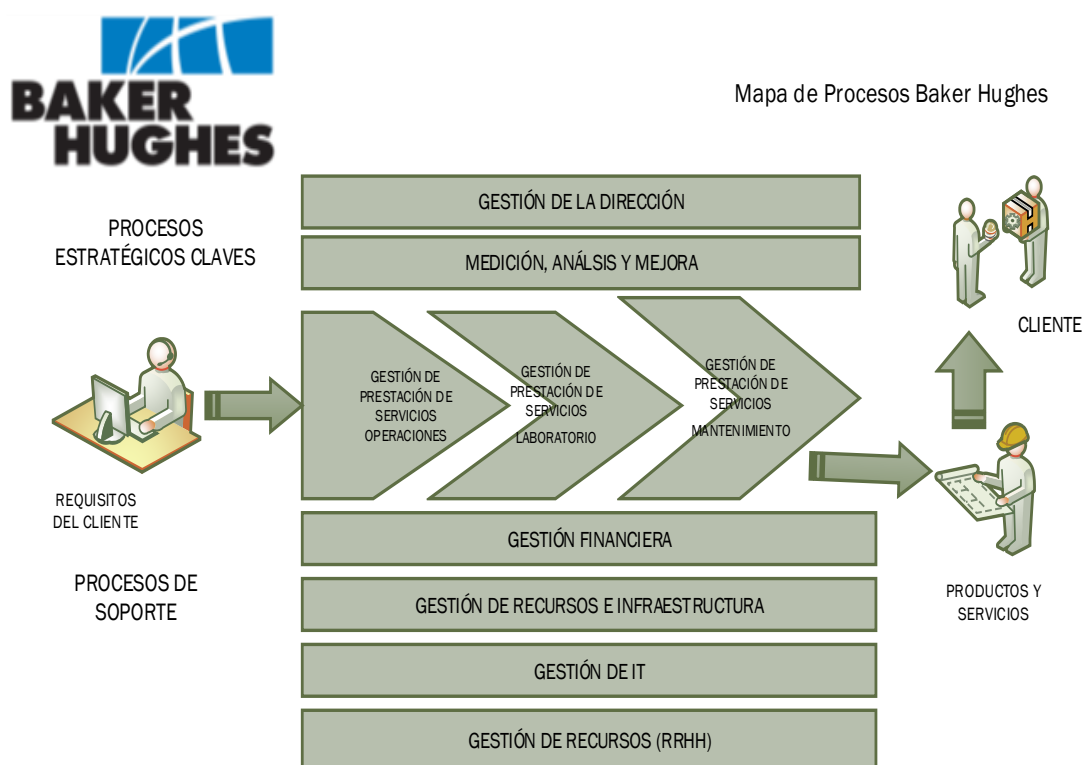 BAKER
HUGHES
Mapa de Procesos Baker Hughes
PROCESOS
ESTRATÉGICOS CLAVES
GESTIÓN DE LA DIRECCIÓN
MEDICIÓN, ANÁLSIS Y MEJORA
CLIENTE
REQUISITOS
DEL CLIENTE
GESTIÓN DE
PRESTACIÓN DE
SERVICIOS
OPERACIONES
GESTIÓN DE
PRESTACIÓN DE
SERVICIOS
LABORATORIO
GESTIÓN DE
PRESTACIÓN DE
SERVICIOS
MANTENIMIENTO
PRODUCTOS Y
SERVICIOS
PROCESOS DE
SOPORTE
GESTIÓN FINANCIERA
GESTIÓN DE RECURSOS E INFRAESTRUCTURA
GESTIÓN DE IT
GESTIÓN DE RECURSOS (RRHH)